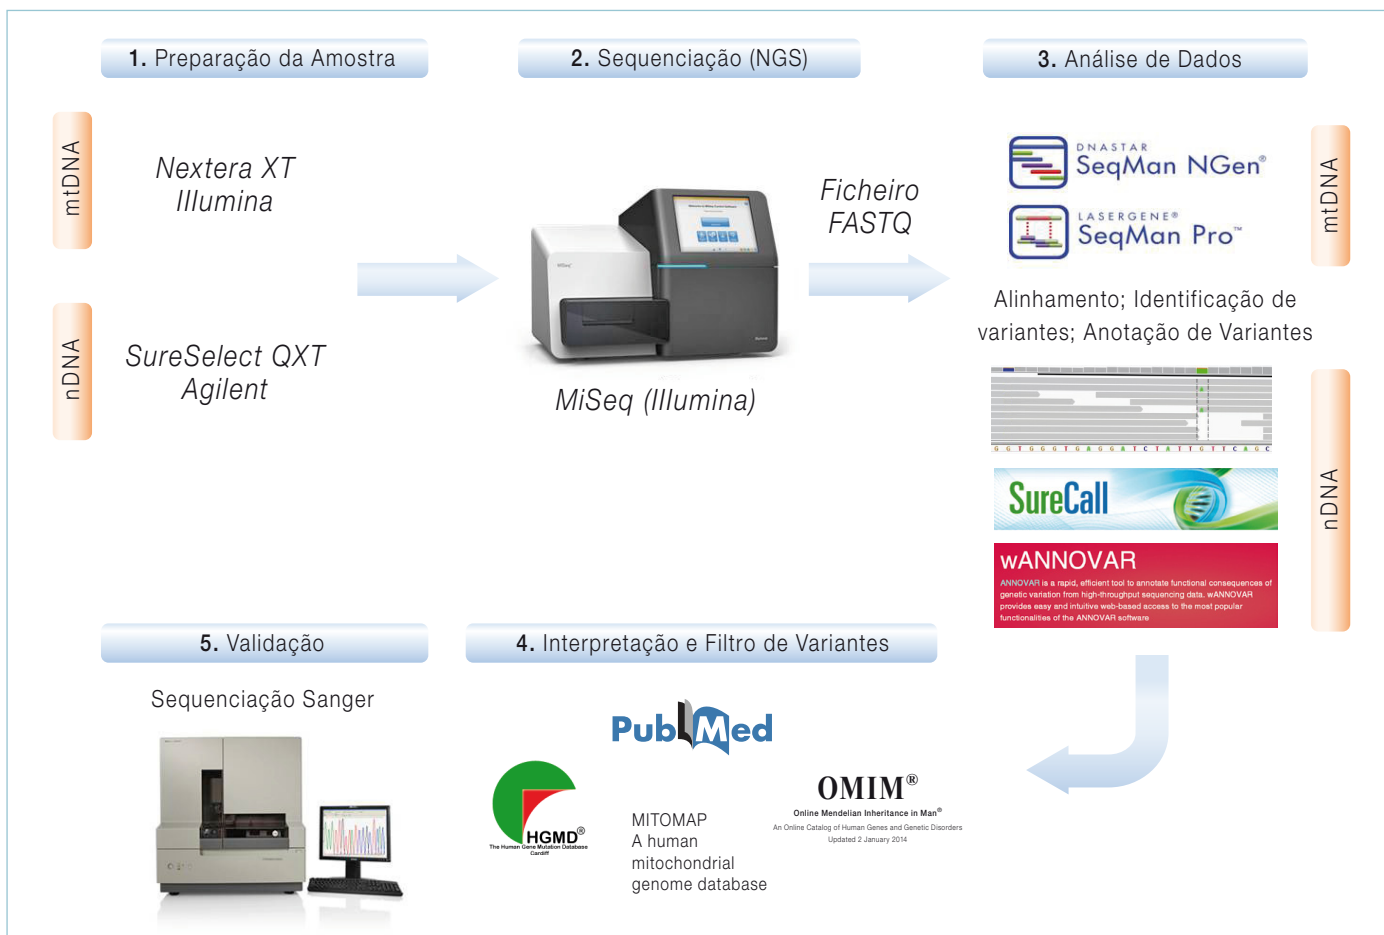 1. Preparação da Amostra
2. Sequenciação (NGS)
3. Análise de Dados
mtDNA
Nextera XT
Illumina
nDNA
SureSelect QXT
Agilent
MiSeq (Illumina)
Ficheiro
FASTQ
DNASTAR
SeqMan NGen®
LASERGENE®
SeqMan Pro™
mtDNA
Alinhamento; Identificação de
variantes; Anotação de Variantes
G G T G G G T G A G G A T C T A T T G T T C A G C
SureCall
wANNOVAR
ANNOVAR is a rapid, efficient tool to annotate functional consequences of
genetic variation from high-throughput sequencing data. wANNOVAR
provides easy and intuitive web-based access to the most popular
functionalities of the ANNOVAR software
nDNA
4. Interpretação e Filtro de Variantes
PubMed
HGMD®
The Human Gene Mutation Database
Cardiff
MITOMAP
A human
mitochondrial
genome database
OMIM®
Online Mendelian Inheritance in Man®
An Online Catalog of Human Genes and Genetic Disorders
Updated 2 January 2014
5. Validação
Sequenciação Sanger